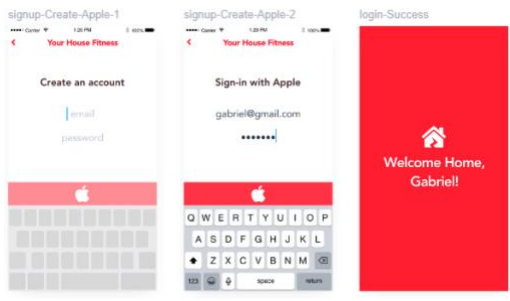 signup-Create-Apple-1
Carrier 1:20 PM 100%
Your House Fitness
Create an account
email
password
signup-Create-Apple-2
Carrier 1:20 PM 100%
Your House Fitness
Sign-in with Apple
gabriel@gmail.com
Q W E R T Y U I O P
A S D F G H J K L
Z X C V B N M
123 space return
login-Success
Welcome Home,
Gabriel!